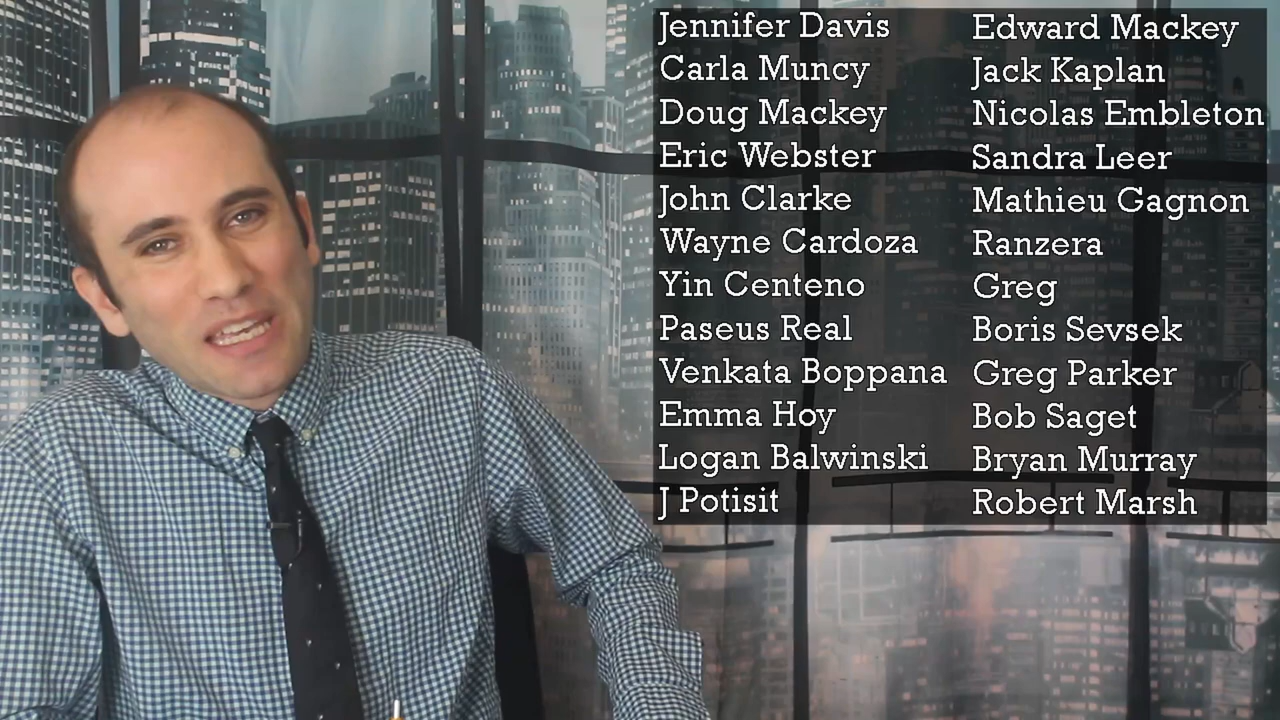 Jennifer Davis
Carla Muncy
Doug Mackey
Eric Webster
John Clarke
Wayne Cardoza
Yin Centeno
Paseus Real
Venkata Boppana
Emma Hoy
Logan Balwinski
J Potisit
Edward Mackey
Jack Kaplan
Nicolas Embleton
Sandra Leer
Mathieu Gagnon
Ranzera
Greg
Boris Sevsek
Greg Parker
Bob Saget
Bryan Murray
Robert Marsh